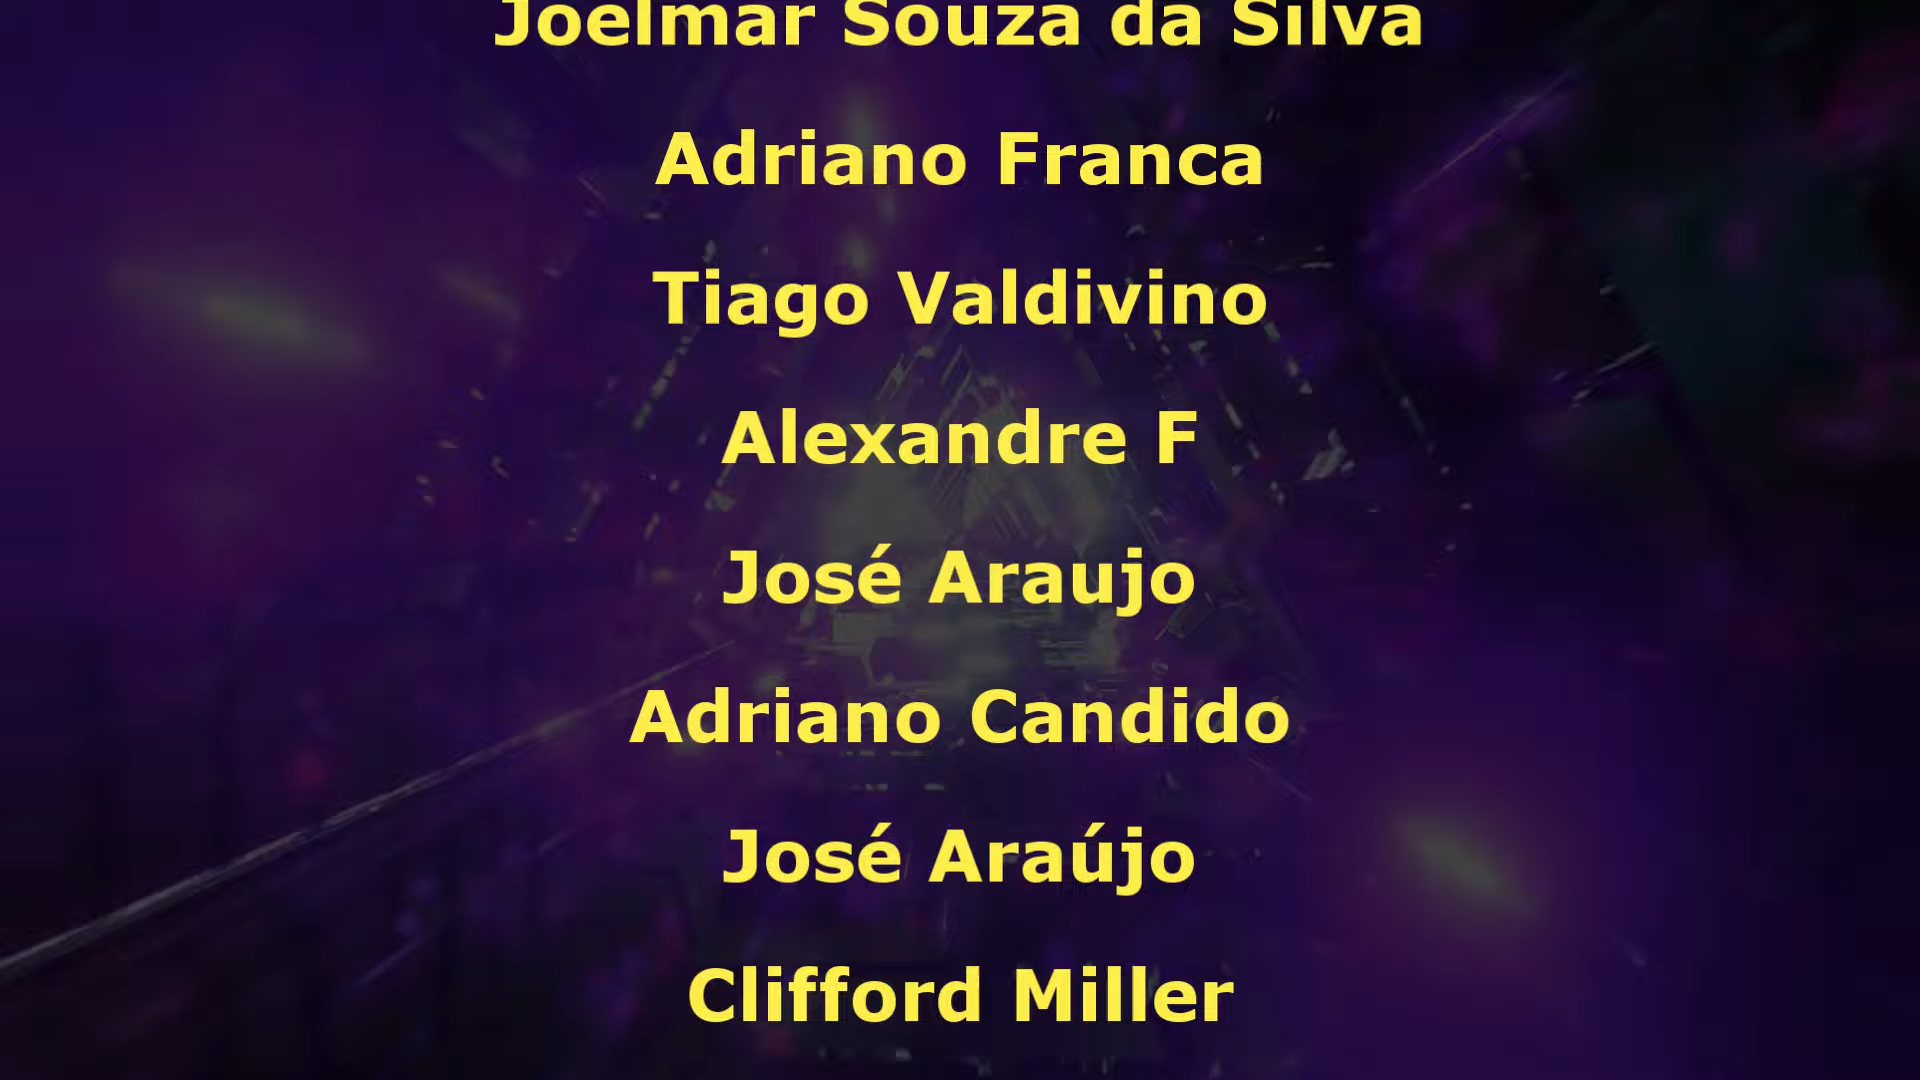 Joelmar Souza da Silva
Adriano Franca
Tiago Valdivino
Alexandre F
José Araujo
Adriano Candido
José Araújo
Clifford Miller